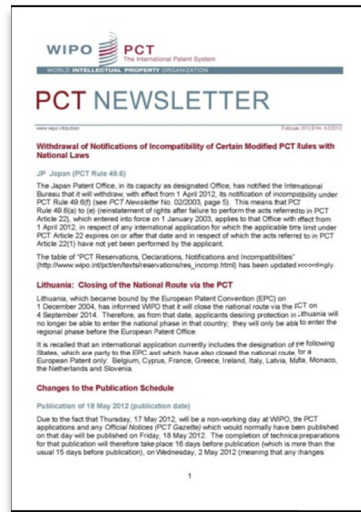 WIPO PCT
The International Patent System
WORLD INTELLECTUAL PROPERTY ORGANIZATION
PCT NEWSLETTER
www.wipo.int/pct/en February 2012 | No. 02/2012
Withdrawal of Notifications of Incompatibility of Certain Modified PCT Rules with
National Laws
JP Japan (PCT Rule 49.6)
The Japan Patent Office, in its capacity as designated Office, has notified the International
Bureau that it will withdraw, with effect from 1 April 2012, its notification of incompatibility under
PCT Rule 49.6(f) (see PCT Newsletter No. 02/2003, page 5). This means that PCT
Rule 49.6(a) to (e) (reinstatement of rights after failure to perform the acts referred to in PCT
Article 22), which entered into force on 1 January 2003, applies to that Office with effect from
1 April 2012, in respect of any international application for which the applicable time limit under
PCT Article 22 expires on or after that date and in respect of which the acts referred to in PCT
Article 22(1) have not yet been performed by the applicant.
The table of "PCT Reservations, Declarations, Notifications and Incompatibilities"
(http://www.wipo.int/pct/en/texts/reservations/res_incomp.html) has been updated accordingly.
Lithuania: Closing of the National Route via the PCT
Lithuania, which became bound by the European Patent Convention (EPC) on
1 December 2004, has informed WIPO that it will close the national route via the PCT on
4 September 2014. Therefore, as from that date, applicants desiring protection in Lithuania will
no longer be able to enter the national phase in that country; they will only be able to enter the
regional phase before the European Patent Office.
It is recalled that an international application currently includes the designation of the following
States, which are party to the EPC and which have also closed the national route, for a
European Patent only: Belgium, Cyprus, France, Greece, Ireland, Italy, Latvia, Malta, Monaco,
the Netherlands and Slovenia.
Changes to the Publication Schedule
Publication of 18 May 2012 (publication date)
Due to the fact that Thursday, 17 May 2012, will be a non-working day at WIPO, the PCT
applications and any Official Notices (PCT Gazette) which would normally have been published
on that day will be published on Friday, 18 May 2012. The completion of technical preparations
for that publication will therefore take place 16 days before publication (which is more than the
usual 15 days before publication), on Wednesday, 2 May 2012 (meaning that any changes
1